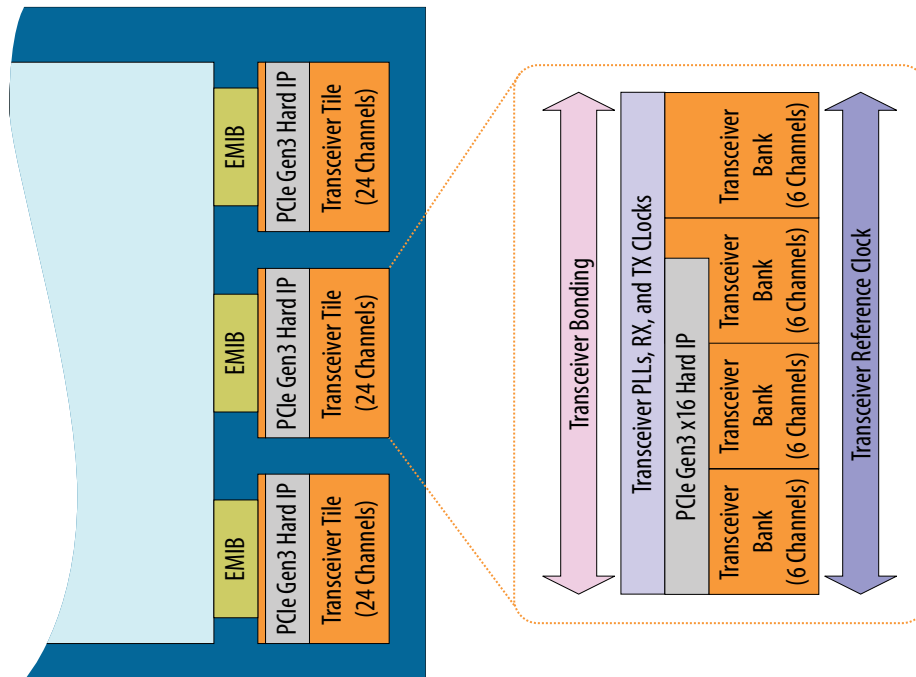 EMIB
PCIe Gen3 Hard IP
Transceiver Tile
(24 Channels)
EMIB
PCIe Gen3 Hard IP
Transceiver Tile
(24 Channels)
EMIB
PCIe Gen3 Hard IP
Transceiver Tile
(24 Channels)
Transceiver Bonding
Transceiver PLLs, RX, and TX CLocks
PCIe Gen3 x16 Hard IP
Transceiver
Bank
(6 Channels)
Transceiver
Bank
(6 Channels)
Transceiver
Bank
(6 Channels)
Transceiver
Bank
(6 Channels)
Transceiver Reference Clock